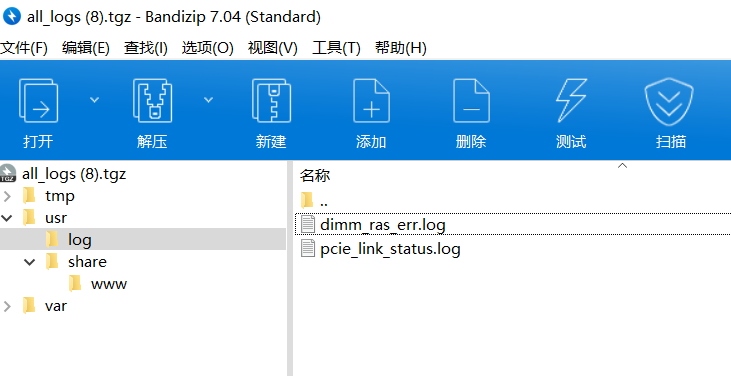 all_logs (8).tgz - Bandizip 7.04 (Standard)
文件(F) 编辑(E) 查找(I) 选项(O) 视图(V) 工具(T) 帮助(H)
打开 解压 新建 添加 删除 测试 扫描
TGZ all_logs (8).tgz
tmp
usr
log
share
www
var
名称
..
dimm_ras_err.log
pcie_link_status.log